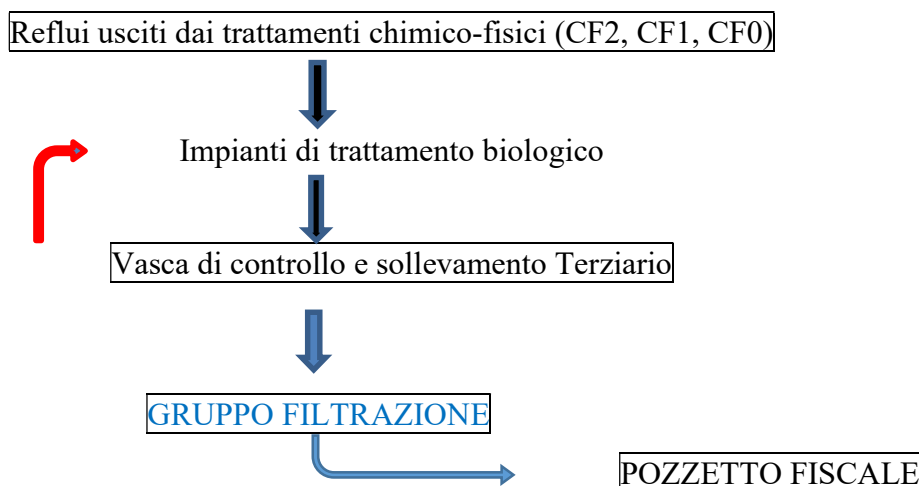 Reflui usciti dai trattamenti chimico-fisici (CF2, CF1, CF0)
Impianti di trattamento biologico
Vasca di controllo e sollevamento Terziario
GRUPPO FILTRAZIONE
POZZETTO FISCALE